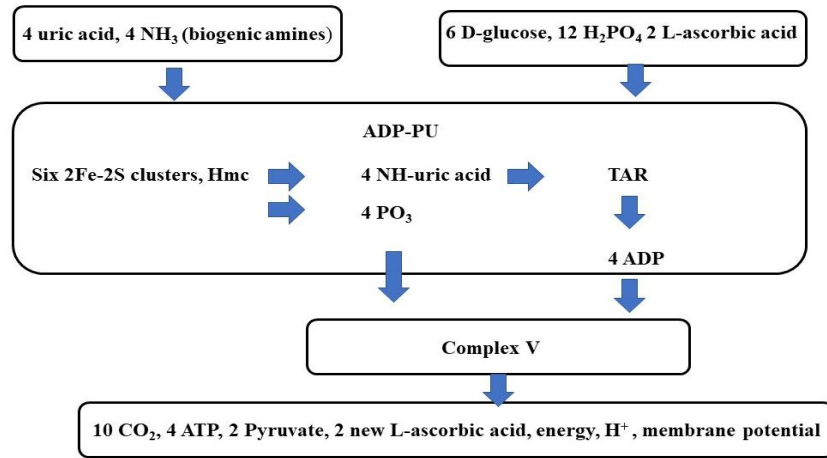 4 uric acid, 4 NH₃ (biogenic amines)
6 D-glucose, 12 H₂PO₄ 2 L-ascorbic acid
ADP-PU
Six 2Fe-2S clusters, Hmc
4 NH-uric acid
TAR
4 PO₃
4 ADP
Complex V
10 CO₂, 4 ATP, 2 Pyruvate, 2 new L-ascorbic acid, energy, H⁺ , membrane potential